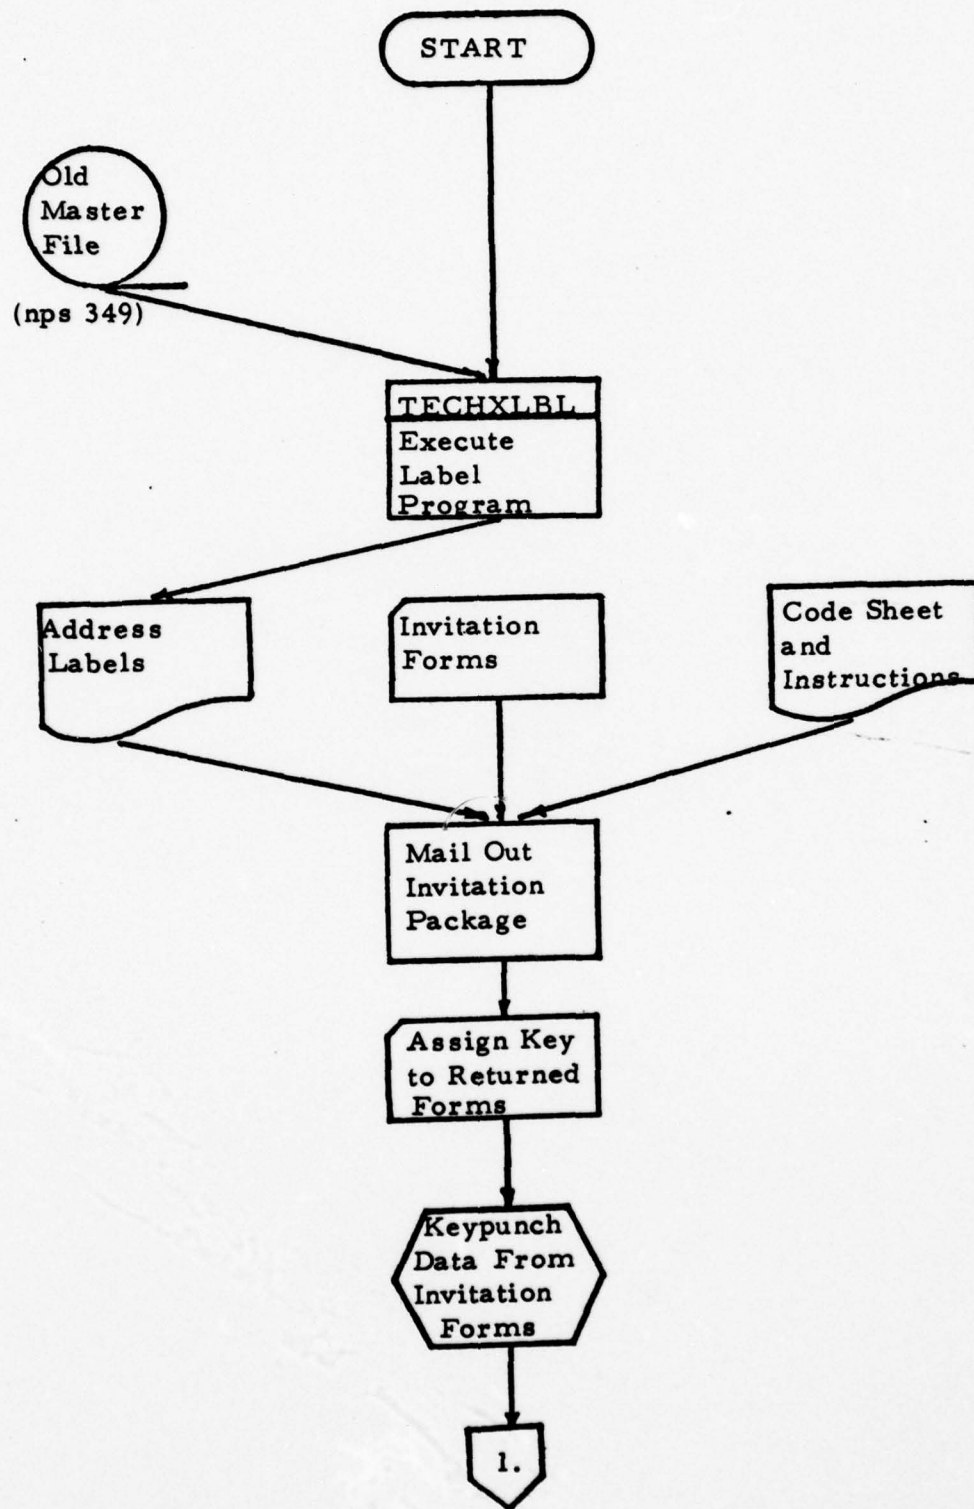 START
Old
Master
File
(nps 349)
TECHXLBL
Execute
Label
Program
Address
Labels
Invitation
Forms
Code Sheet
and
Instructions
Mail Out
Invitation
Package
Assign Key
to Returned
Forms
Keypunch
Data From
Invitation
Forms
1.